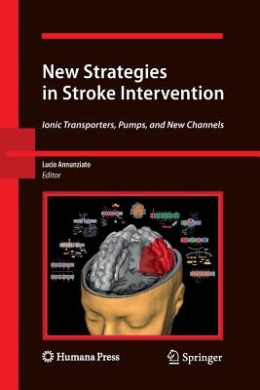 New Strategies
in Stroke Intervention
Ionic Transporters, Pumps, and New Channels
Lucio Annunziato
Editor
Humana Press
Springer